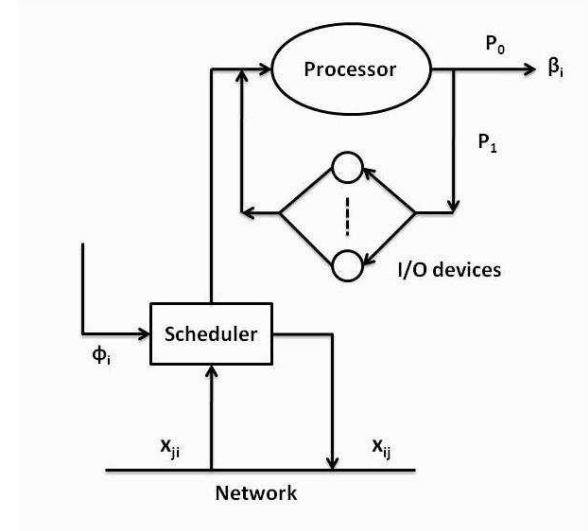 P₀
Processor
βᵢ
P₁
I/O devices
Scheduler
ϕᵢ
Xⱼᵢ
Xᵢⱼ
Network